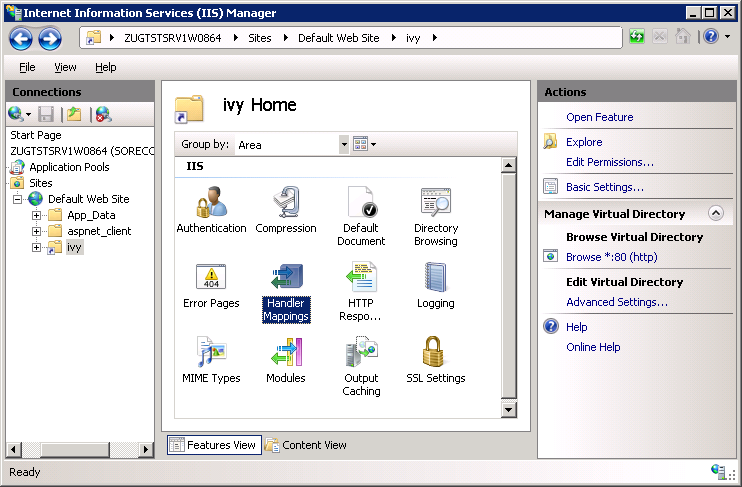 Internet Information Services (IIS) Manager
ZUGTSTSRV1W0864 Sites Default Web Site ivy
File View Help
Connections
Start Page
ZUGTSTSRV1W0864 (SORECC
Application Pools
Sites
Default Web Site
App_Data
aspnet_client
ivy
ivy Home
Group by: Area
IIS
Authentication Compression Default Document Directory Browsing
Error Pages Handler Mappings HTTP Respo... Logging
404
MIME Types Modules Output Caching SSL Settings
Features View Content View
Actions
Open Feature
Explore
Edit Permissions...
Basic Settings...
Manage Virtual Directory
Browse Virtual Directory
Browse *:80 (http)
Edit Virtual Directory
Advanced Settings...
Help
Online Help
Ready